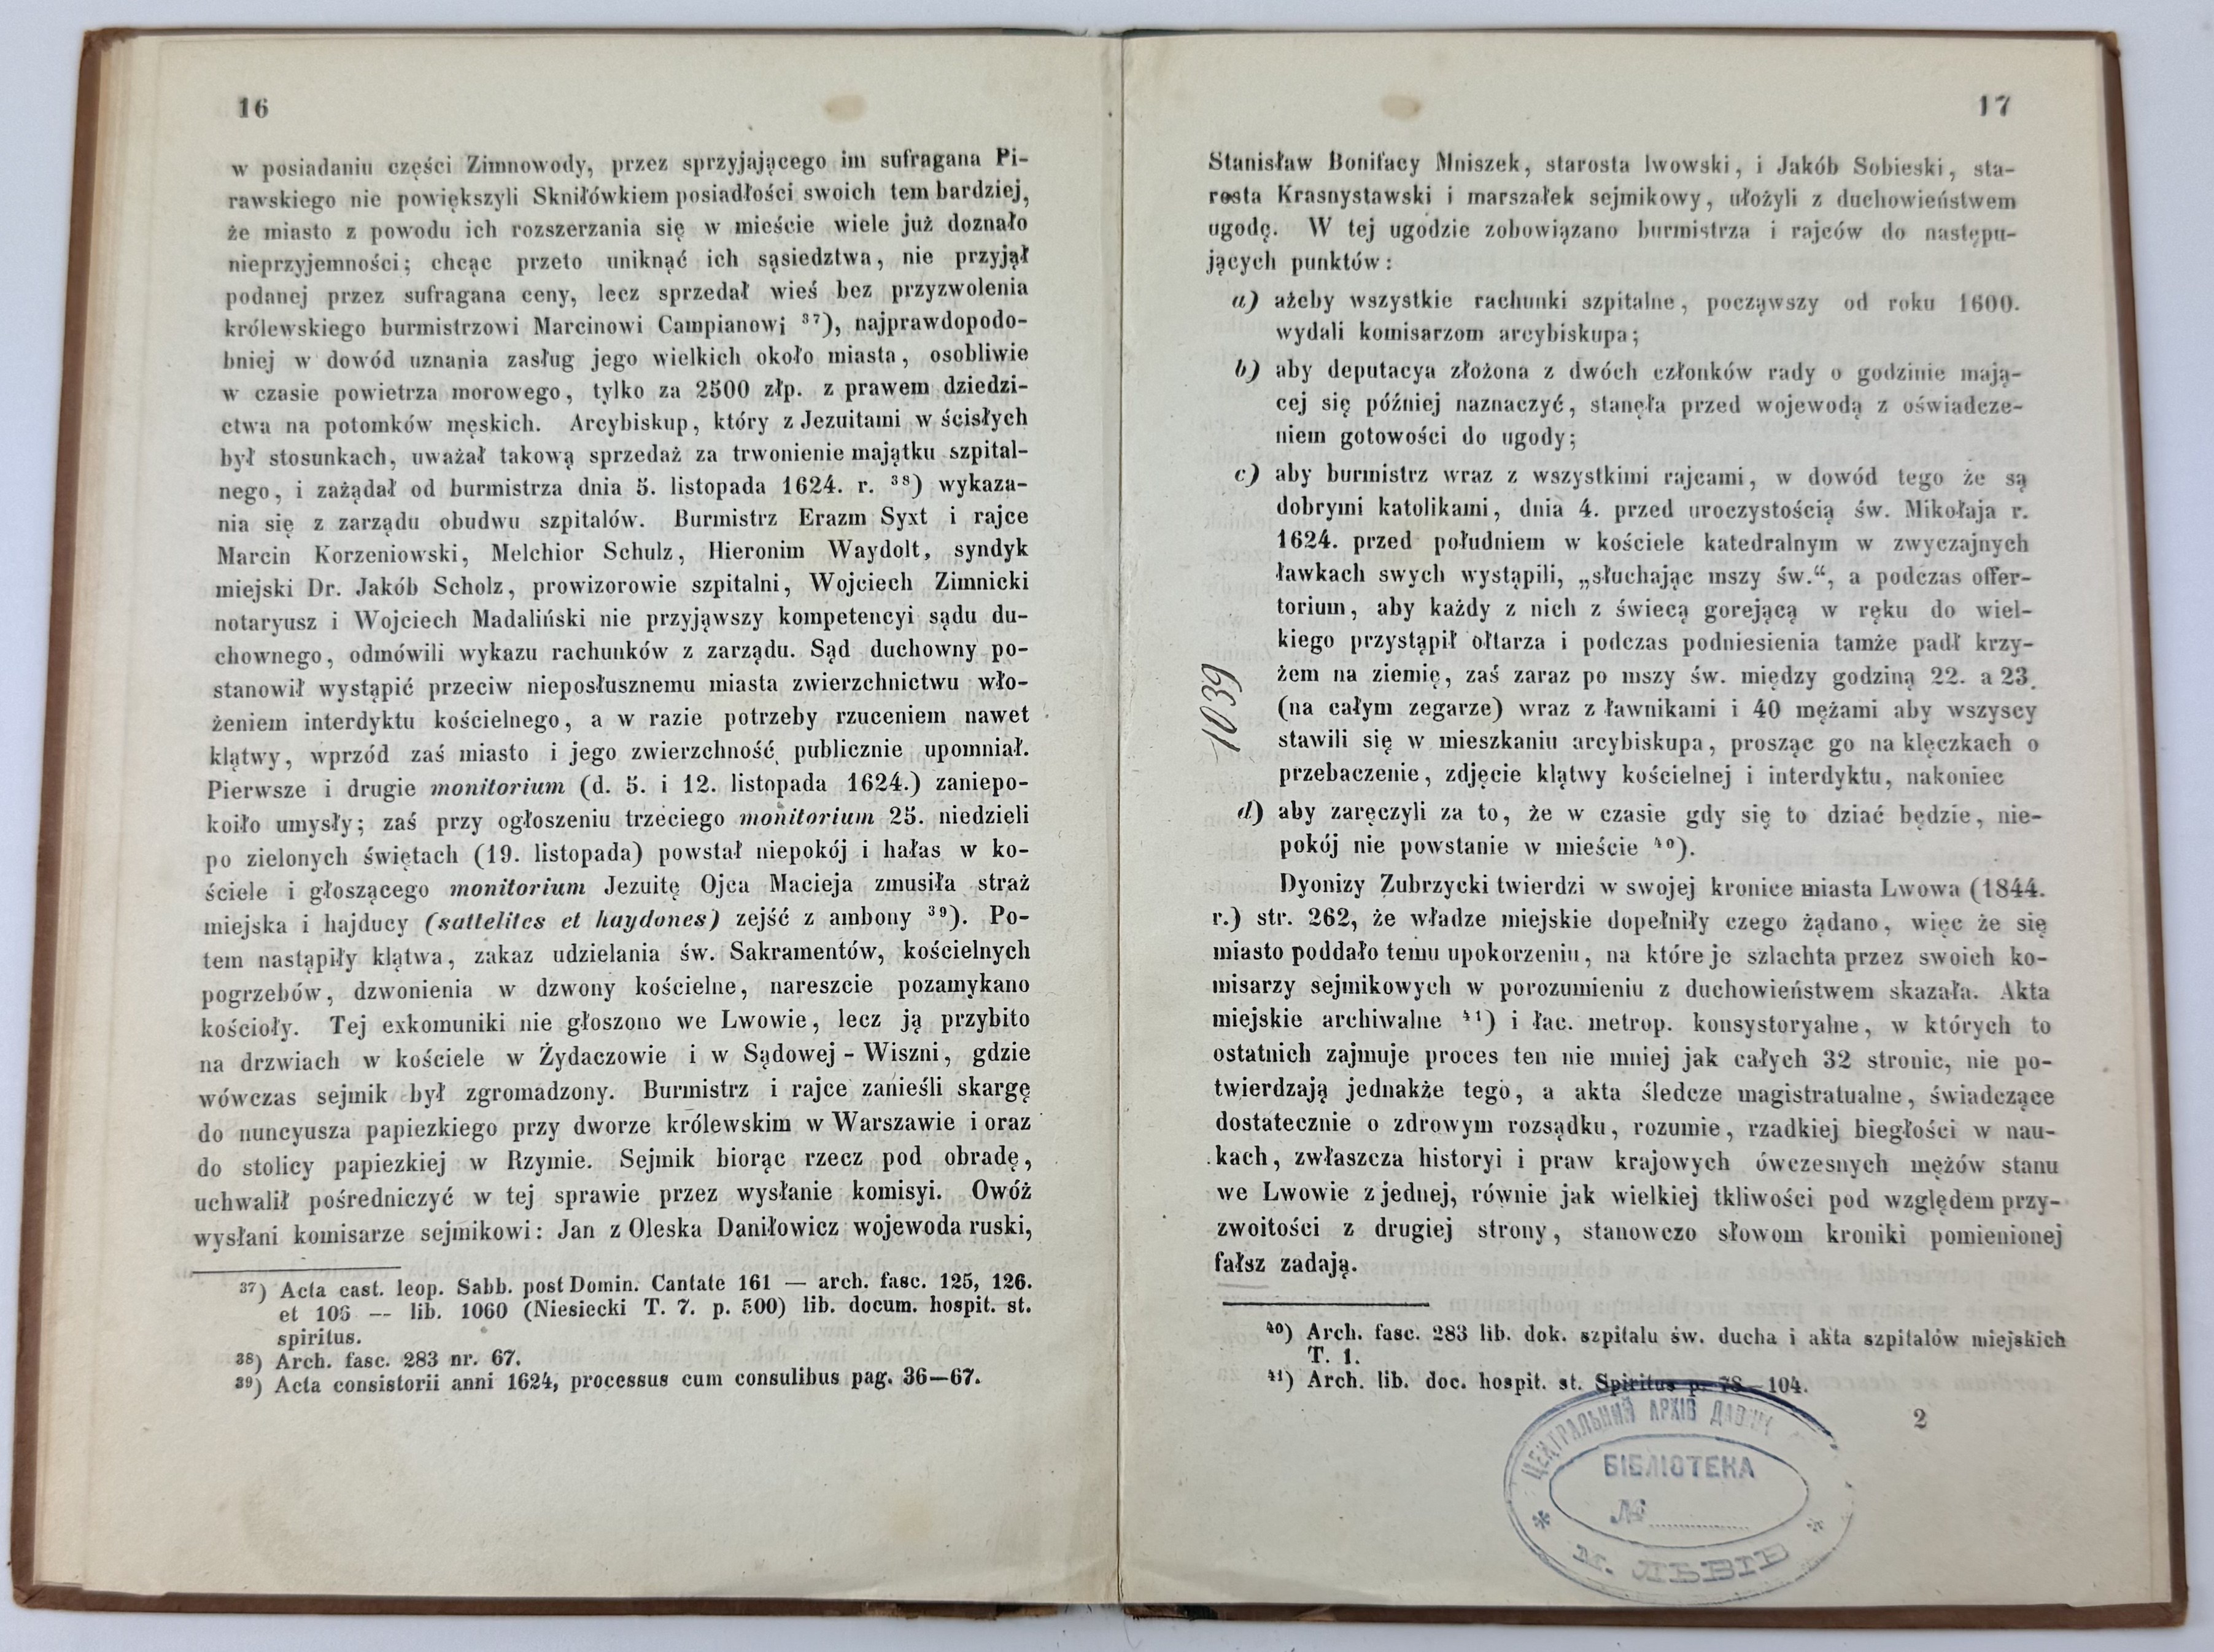 16
w posiadaniu części Zimnowody, przez sprzyjającego im sufragana Pi-
rawskiego nie powiększyli Skniłówkiem posiadłości swoich tem bardziej,
że miasto z powodu ich rozszerzania się w mieście wiele już doznało
nieprzyjemności; chcąc przeto uniknąć ich sąsiedztwa, nie przyjął
podanej przez sufragana ceny, lecz sprzedał wieś bez przyzwolenia
królewskiego burmistrzowi Marcinowi Campianowi ³⁷), najprawdopodo-
bniej w dowód uznania zasług jego wielkich około miasta, osobliwie
w czasie powietrza morowego, tylko za 2500 złp. z prawem dziedzi-
ctwa na potomków męskich. Arcybiskup, który z Jezuitami w ścisłych
był stosunkach, uważał takową sprzedaż za trwonienie majątku szpital-
nego, i zażądał od burmistrza dnia 5. listopada 1624. r. ³⁸) wykaza-
nia się z zarządu obudwu szpitalów. Burmistrz Erazm Syxt i rajce
Marcin Korzeniowski, Melchior Schulz, Hieronim Waydolt, syndyk
miejski Dr. Jakób Scholz, prowizorowie szpitalni, Wojciech Zimnicki
notaryusz i Wojciech Madaliński nie przyjąwszy kompetencyi sądu du-
chownego, odmówili wykazu rachunków z zarządu. Sąd duchowny po-
stanowił wystąpić przeciw nieposłusznemu miasta zwierzchnictwu wło-
żeniem interdyktu kościelnego, a w razie potrzeby rzuceniem nawet
klątwy, wprzód zaś miasto i jego zwierzchność publicznie upomniał.
Pierwsze i drugie monitorium (d. 5. i 12. listopada 1624.) zaniepo-
koiło umysły; zaś przy ogłoszeniu trzeciego monitorium 25. niedzieli
po zielonych świętach (19. listopada) powstał niepokój i hałas w ko-
ściele i głoszącego monitorium Jezuitę Ojca Macieja zmusiła straż
miejska i hajducy (sattelites et haydones) zejść z ambony ³⁹). Po-
tem nastąpiły klątwa, zakaz udzielania św. Sakramentów, kościelnych
pogrzebów, dzwonienia w dzwony kościelne, nareszcie pozamykano
kościoły. Tej exkomuniki nie głoszono we Lwowie, lecz ją przybito
na drzwiach w kościele w Żydaczowie i w Sądowej - Wiszni, gdzie
wówczas sejmik był zgromadzony. Burmistrz i rajce zanieśli skargę
do nuncyusza papiezkiego przy dworze królewskim w Warszawie i oraz
do stolicy papiezkiej w Rzymie. Sejmik biorąc rzecz pod obradę,
uchwalił pośredniczyć w tej sprawie przez wysłanie komisyi. Owóż
wysłani komisarze sejmikowi: Jan z Oleska Daniłowicz wojewoda ruski,
³⁷) Acta cast. leop. Sabb. post Domin. Cantate 161 — arch. fasc. 125, 126.
et 106 — lib. 1060 (Niesiecki T. 7. p. 500) lib. docum. hospit. st.
spiritus.
³⁸) Arch. fasc. 283 nr. 67.
³⁹) Acta consistorii anni 1624, processus cum consulibus pag. 36—67.
17
Stanisław Bonifacy Mniszek, starosta lwowski, i Jakób Sobieski, sta-
rosta Krasnystawski i marszałek sejmikowy, ułożyli z duchowieństwem
ugodę. W tej ugodzie zobowiązano burmistrza i rajców do następu-
jących punktów:
a) ażeby wszystkie rachunki szpitalne, począwszy od roku 1600.
wydali komisarzom arcybiskupa;
b) aby deputacya złożona z dwóch członków rady o godzinie mają-
cej się później naznaczyć, stanęła przed wojewodą z oświadcze-
niem gotowości do ugody;
c) aby burmistrz wraz z wszystkimi rajcami, w dowód tego że są
dobrymi katolikami, dnia 4. przed uroczystością św. Mikołaja r.
1624. przed południem w kościele katedralnym w zwyczajnych
ławkach swych wystąpili, „słuchając mszy św.“, a podczas offer-
torium, aby każdy z nich z świecą gorejącą w ręku do wiel-
kiego przystąpił ołtarza i podczas podniesienia tamże padł krzy-
żem na ziemię, zaś zaraz po mszy św. między godziną 22. a 23.
(na całym zegarze) wraz z ławnikami i 40 mężami aby wszyscy
stawili się w mieszkaniu arcybiskupa, prosząc go na klęczkach o
przebaczenie, zdjęcie klątwy kościelnej i interdyktu, nakoniec
d) aby zaręczyli za to, że w czasie gdy się to dziać będzie, nie-
pokój nie powstanie w mieście ⁴⁰).
Dyonizy Zubrzycki twierdzi w swojej kronice miasta Lwowa (1844.
r.) str. 262, że władze miejskie dopełniły czego żądano, więc że się
miasto poddało temu upokorzeniu, na które je szlachta przez swoich ko-
misarzy sejmikowych w porozumieniu z duchowieństwem skazała. Akta
miejskie archiwalne ⁴¹) i łac. metrop. konsystoryalne, w których to
ostatnich zajmuje proces ten nie mniej jak całych 32 stronic, nie po-
twierdzają jednakże tego, a akta śledcze magistratualne, świadczące
dostatecznie o zdrowym rozsądku, rozumie, rzadkiej biegłości w nau-
kach, zwłaszcza historyi i praw krajowych ówczesnych mężów stanu
we Lwowie z jednej, równie jak wielkiej tkliwości pod względem przy-
zwoitości z drugiej strony, stanowczo słowom kroniki pomienionej
fałsz zadają.
⁴⁰) Arch. fasc. 283 lib. dok. szpitalu św. ducha i akta szpitalów miejskich
T. 1.
⁴¹) Arch. lib. doc. hospit. st. Spiritus p. 78—104.
2
1039
ЦЕНТРАЛЬНИЙ АРХІВ
БІБЛІОТЕКА
№
м. ЛЬВІВ